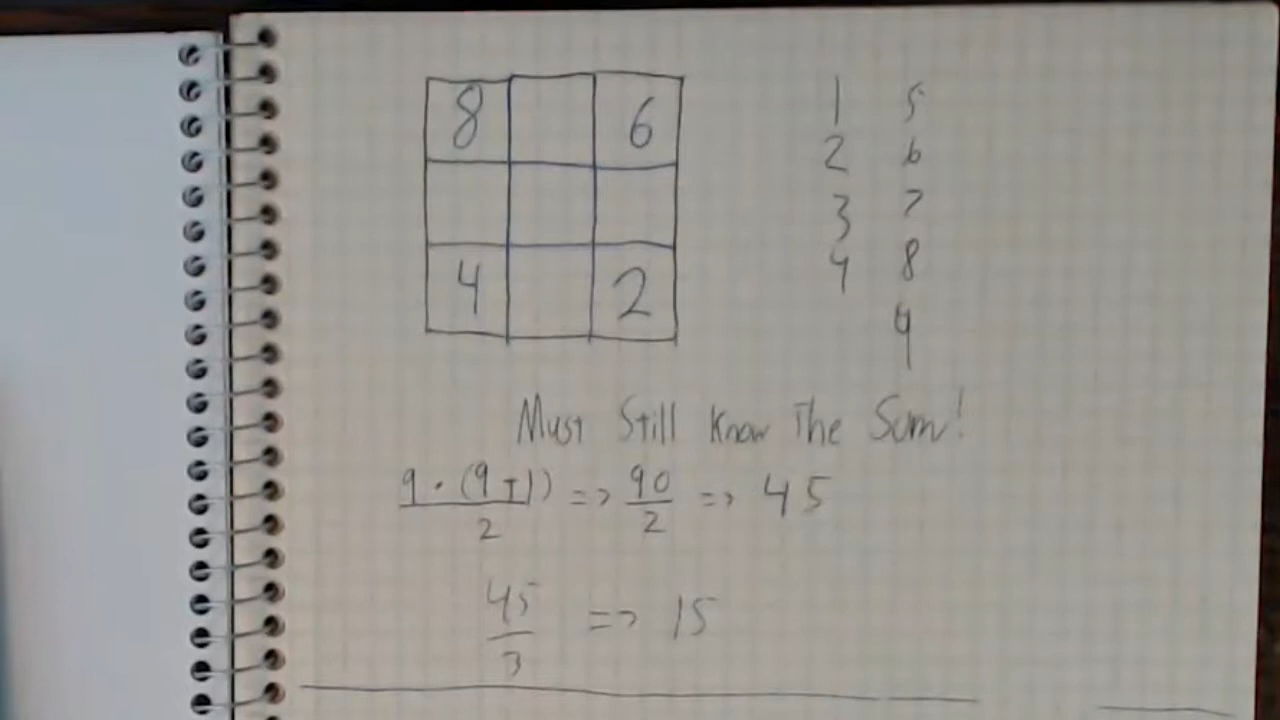 8 6
4 2
1 5
2 6
3 7
4 8
9
Must Still Know The Sum!
9 · (9+1) / 2 => 90 / 2 => 45
45 / 3 => 15